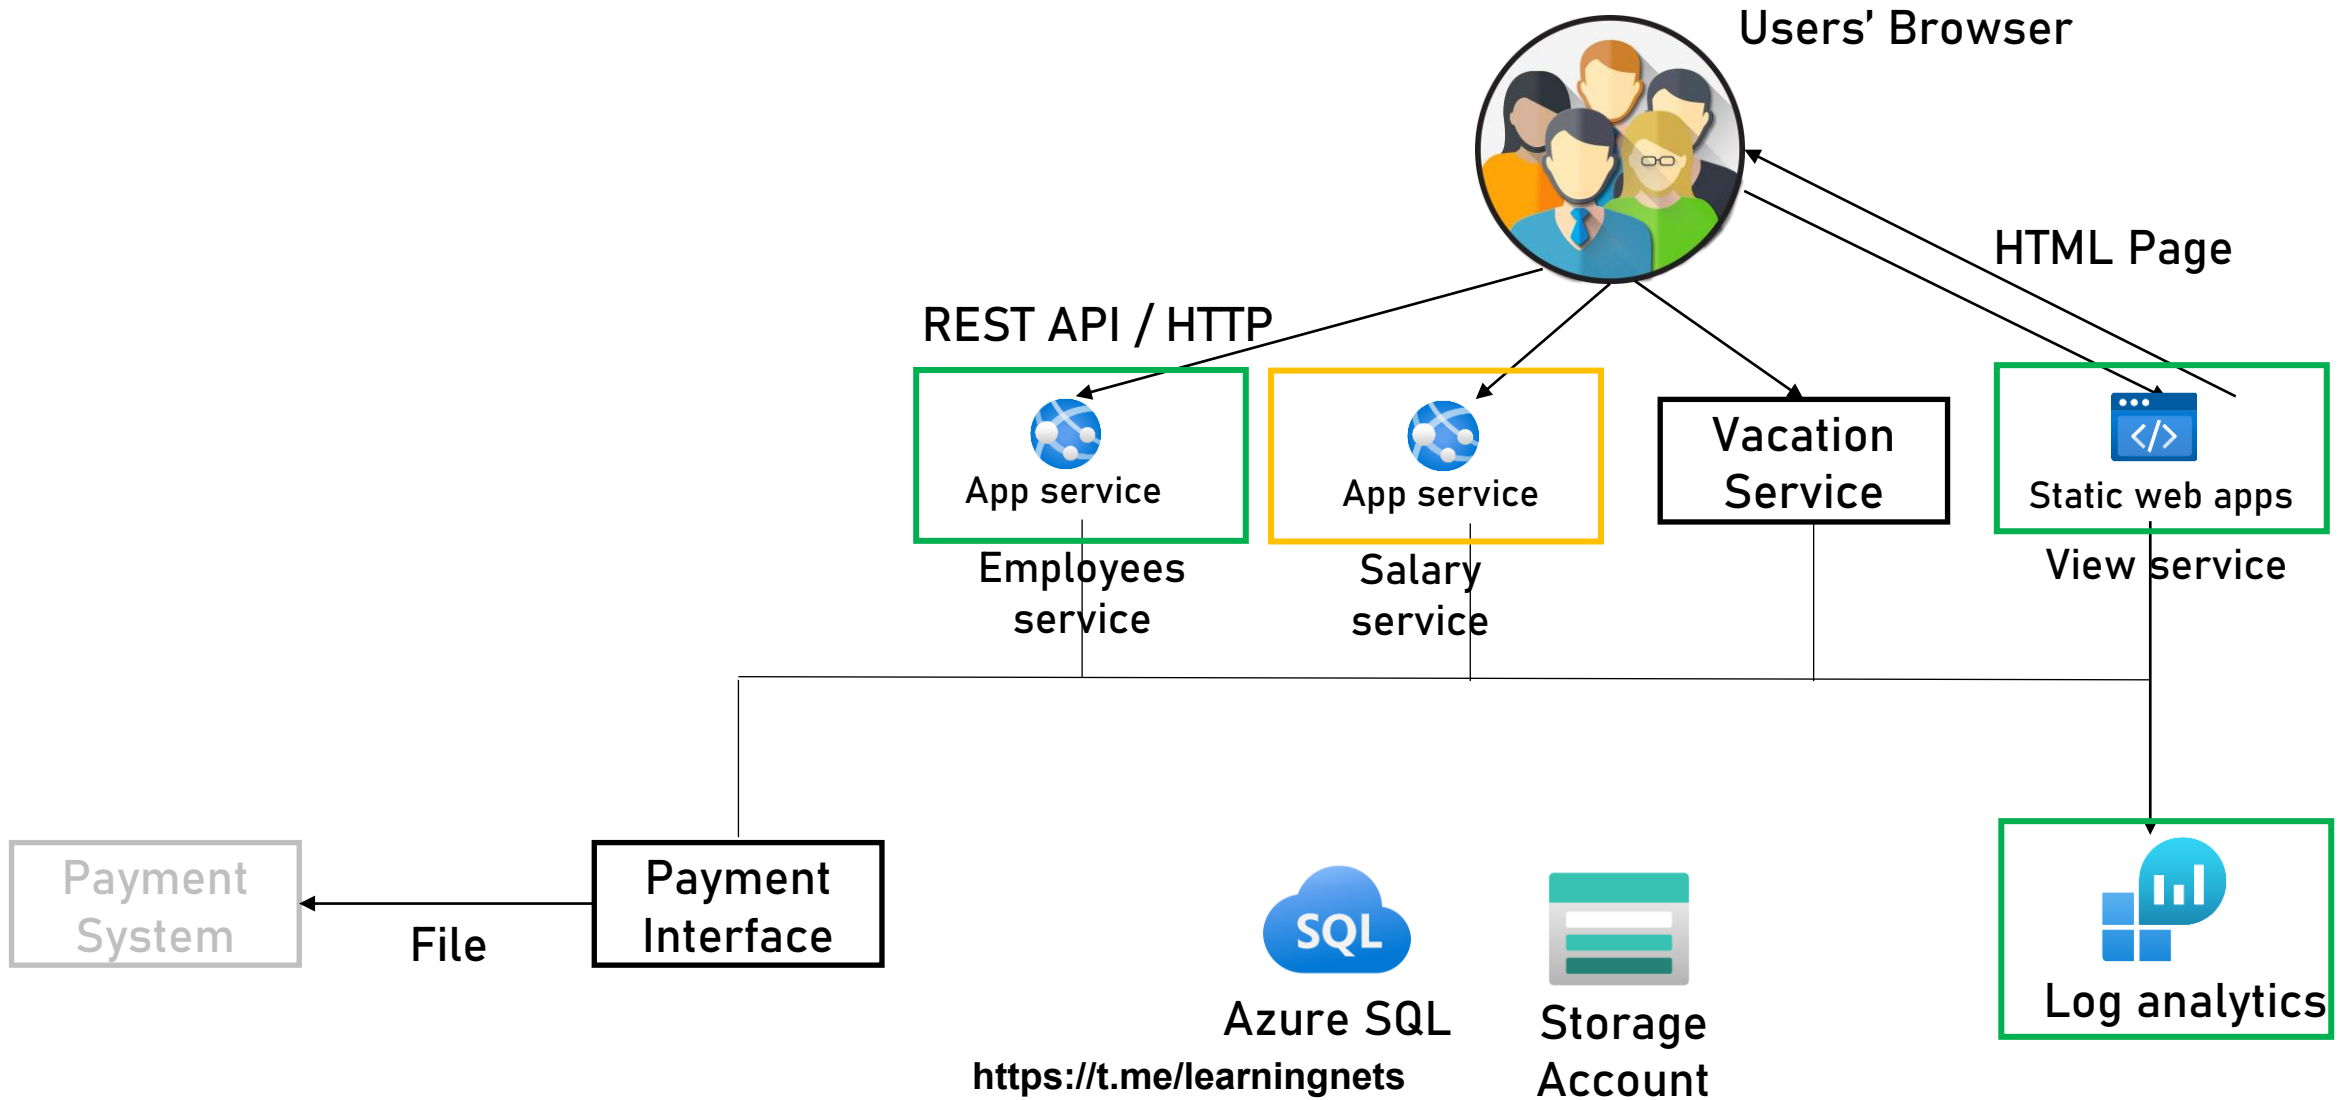 Users’ Browser
HTML Page
REST API / HTTP
App service
App service
Vacation
Service
Static web apps
Employees
service
Salary
service
View service
Payment
System
File
Payment
Interface
SQL
Azure SQL
Storage
Account
Log analytics
https://t.me/learningnets